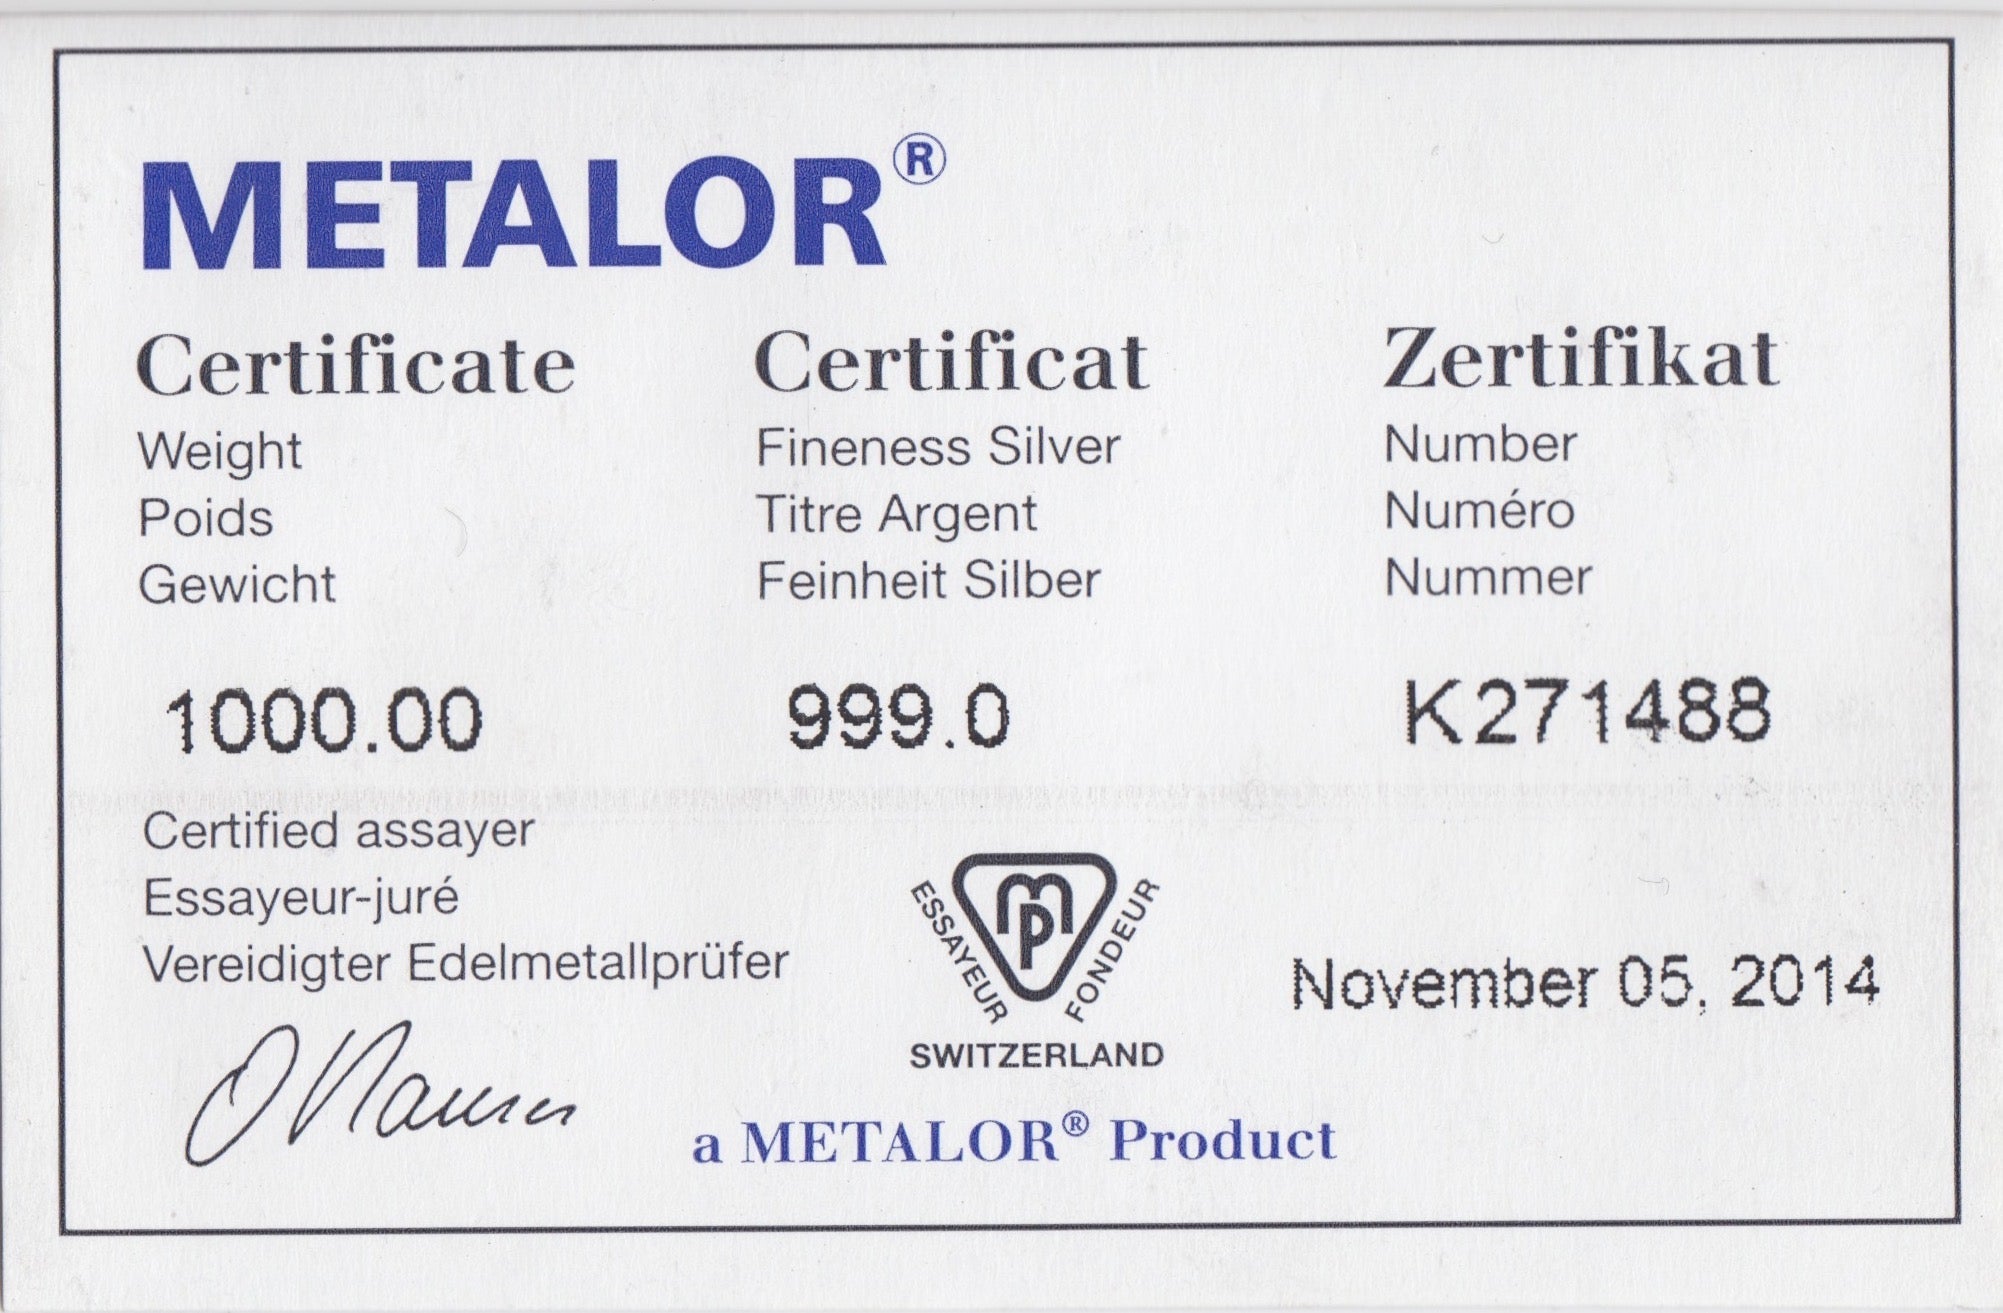 METALOR®
Certificate Certificat Zertifikat
Weight Fineness Silver Number
Poids Titre Argent Numéro
Gewicht Feinheit Silber Nummer
1000.00 999.0 K271488
Certified assayer
Essayeur-juré
Vereidigter Edelmetallprüfer
mp
ESSAYEUR FONDEUR
SWITZERLAND
November 05, 2014
a METALOR® Product